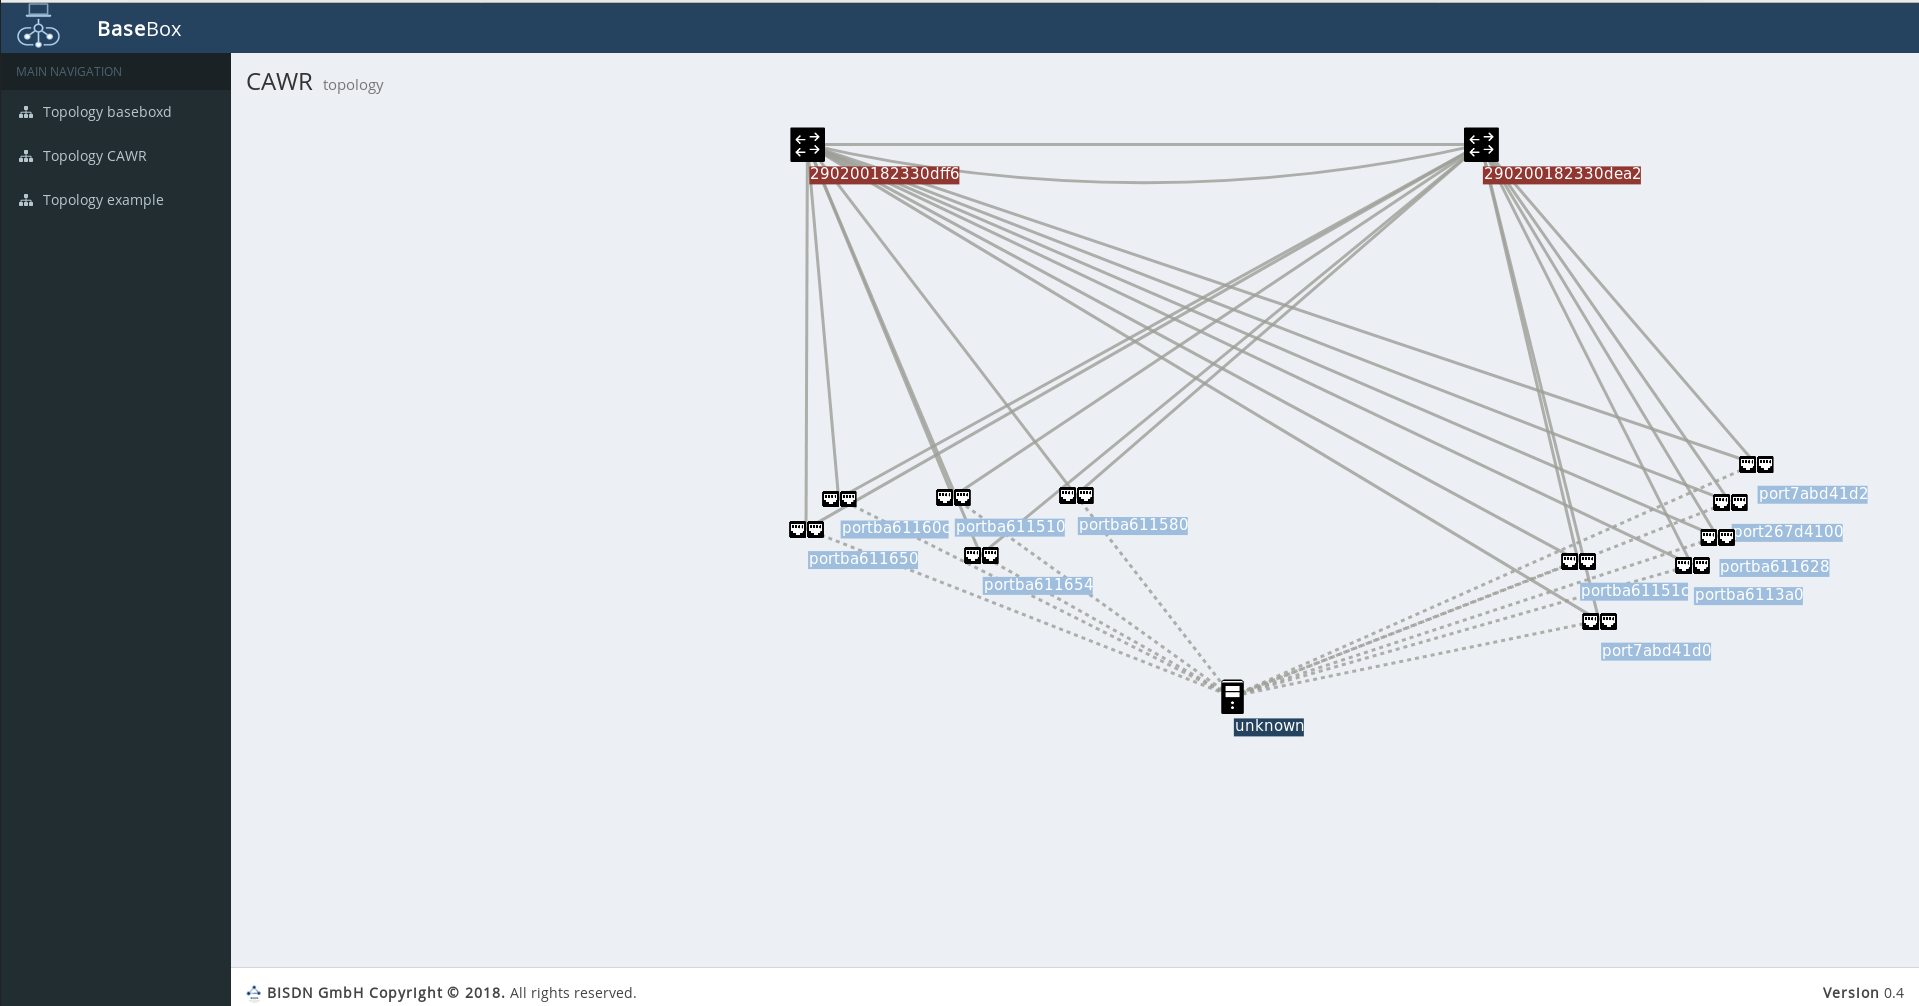 BaseBox
MAIN NAVIGATION
Topology baseboxd
Topology CAWR
Topology example
CAWR topology
290200182330dff6
290200182330dea2
port7abd41d2
portba61160c
portba611510
portba611580
port267d4100
portba611650
portba611628
portba611654
portba61151c
portba6113a0
port7abd41d0
unknown
BISDN GmbH Copyright © 2018. All rights reserved.
Version 0.4